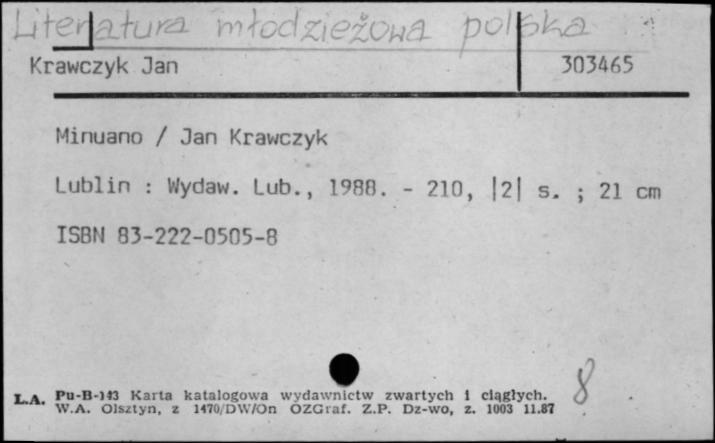 Literatura młodzieżowa polska
Krawczyk Jan 303465
Minuano / Jan Krawczyk
Lublin : Wydaw. Lub., 1988. - 210, |2| s. ; 21 cm
ISBN 83-222-0505-8
8
L.A. Pu-B-143 Karta katalogowa wydawnictw zwartych i ciągłych.
W.A. Olsztyn, z 1470/DW/On OZGraf. Z.P. Dz-wo, z. 1003 11.87